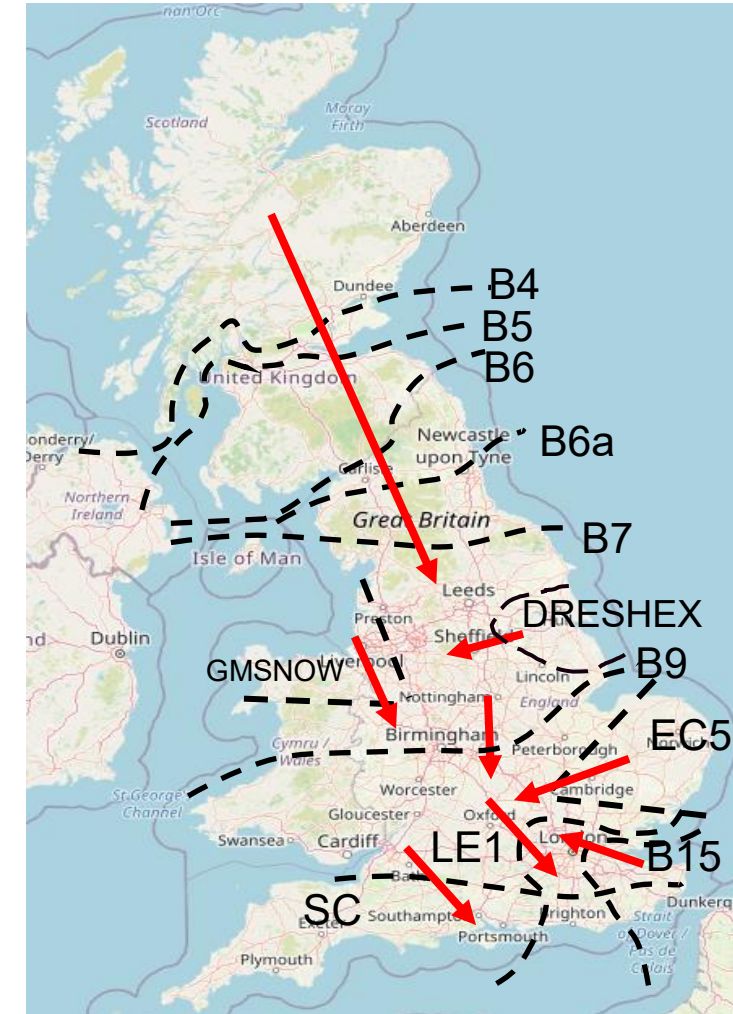 nan Oir
Scotland
Moray
Firth
Aberdeen
Dundee
B4
B5
United Kingdom
B6
onderry/
Derry
Newcastle
upon Tyne
B6a
Carlisle
Northern
Ireland
Great Britain
B7
Isle of Man
Leeds
Preston
DRESHEX
Hull
nd
Dublin
Sheffield
Liverpool
GMSNOW
Lincoln
B9
Nottingham
England
EC5
Birmingham
Norwich
Cymru /
Wales
Peterborough
St George's
Channel
Worcester
Cambridge
Gloucester
Oxford
Swansea
Cardiff
LE1
London
B15
Bath
SC
Exeter
Southampton
Brighton
Strait
of Dover /
Pas de
Calais
Dunkerq
Portsmouth
Plymouth